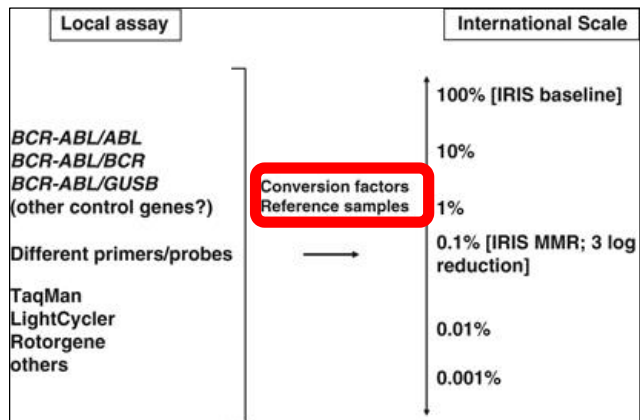 Local assay
BCR-ABL/ABL
BCR-ABL/BCR
BCR-ABL/GUSB
(other control genes?)
Different primers/probes
TaqMan
LightCycler
Rotorgene
others
Conversion factors
Reference samples
International Scale
100% [IRIS baseline]
10%
1%
0.1% [IRIS MMR; 3 log
reduction]
0.01%
0.001%